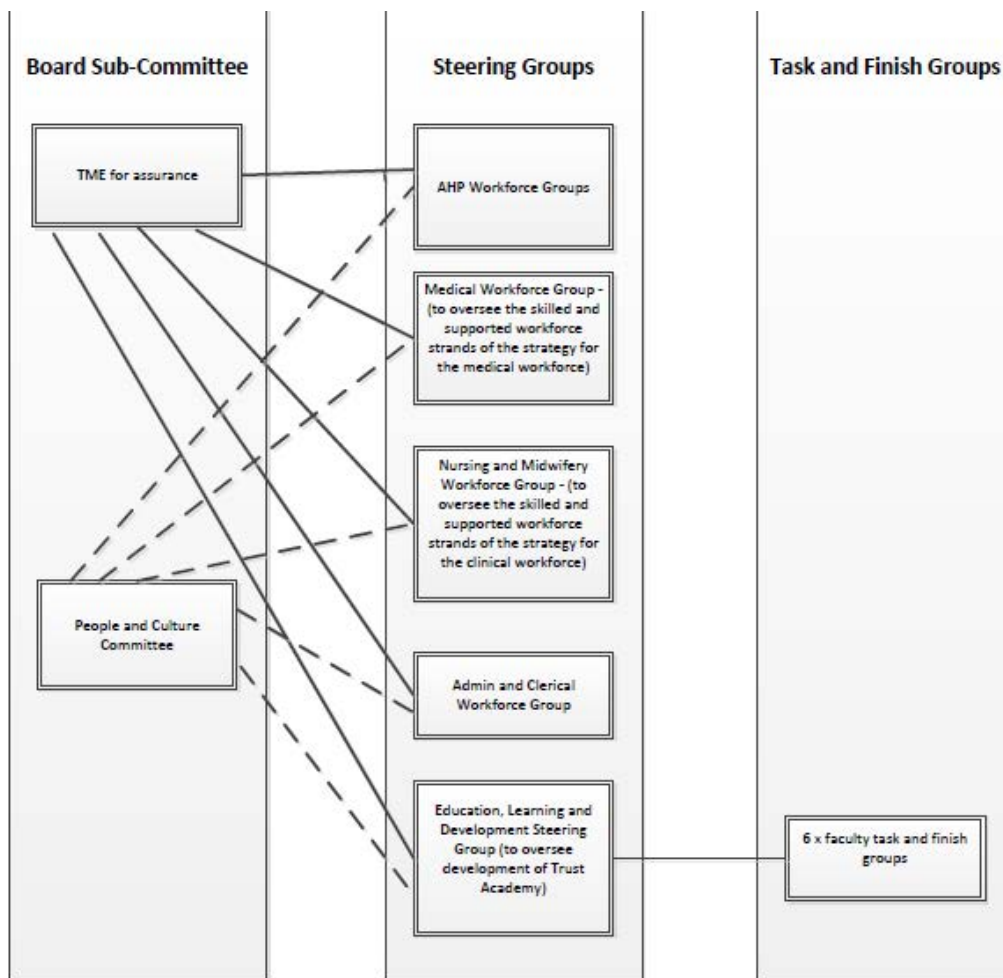 Board Sub-Committee
Steering Groups
Task and Finish Groups
TME for assurance
AHP Workforce Groups
Medical Workforce Group -
(to oversee the skilled and
supported workforce
strands of the strategy for
the medical workforce)
Nursing and Midwifery
Workforce Group - (to
oversee the skilled and
supported workforce
strands of the strategy for
the clinical workforce)
People and Culture
Committee
Admin and Clerical
Workforce Group
Education, Learning and
Development Steering
Group (to oversee
development of Trust
Academy)
6 x faculty task and finish
groups